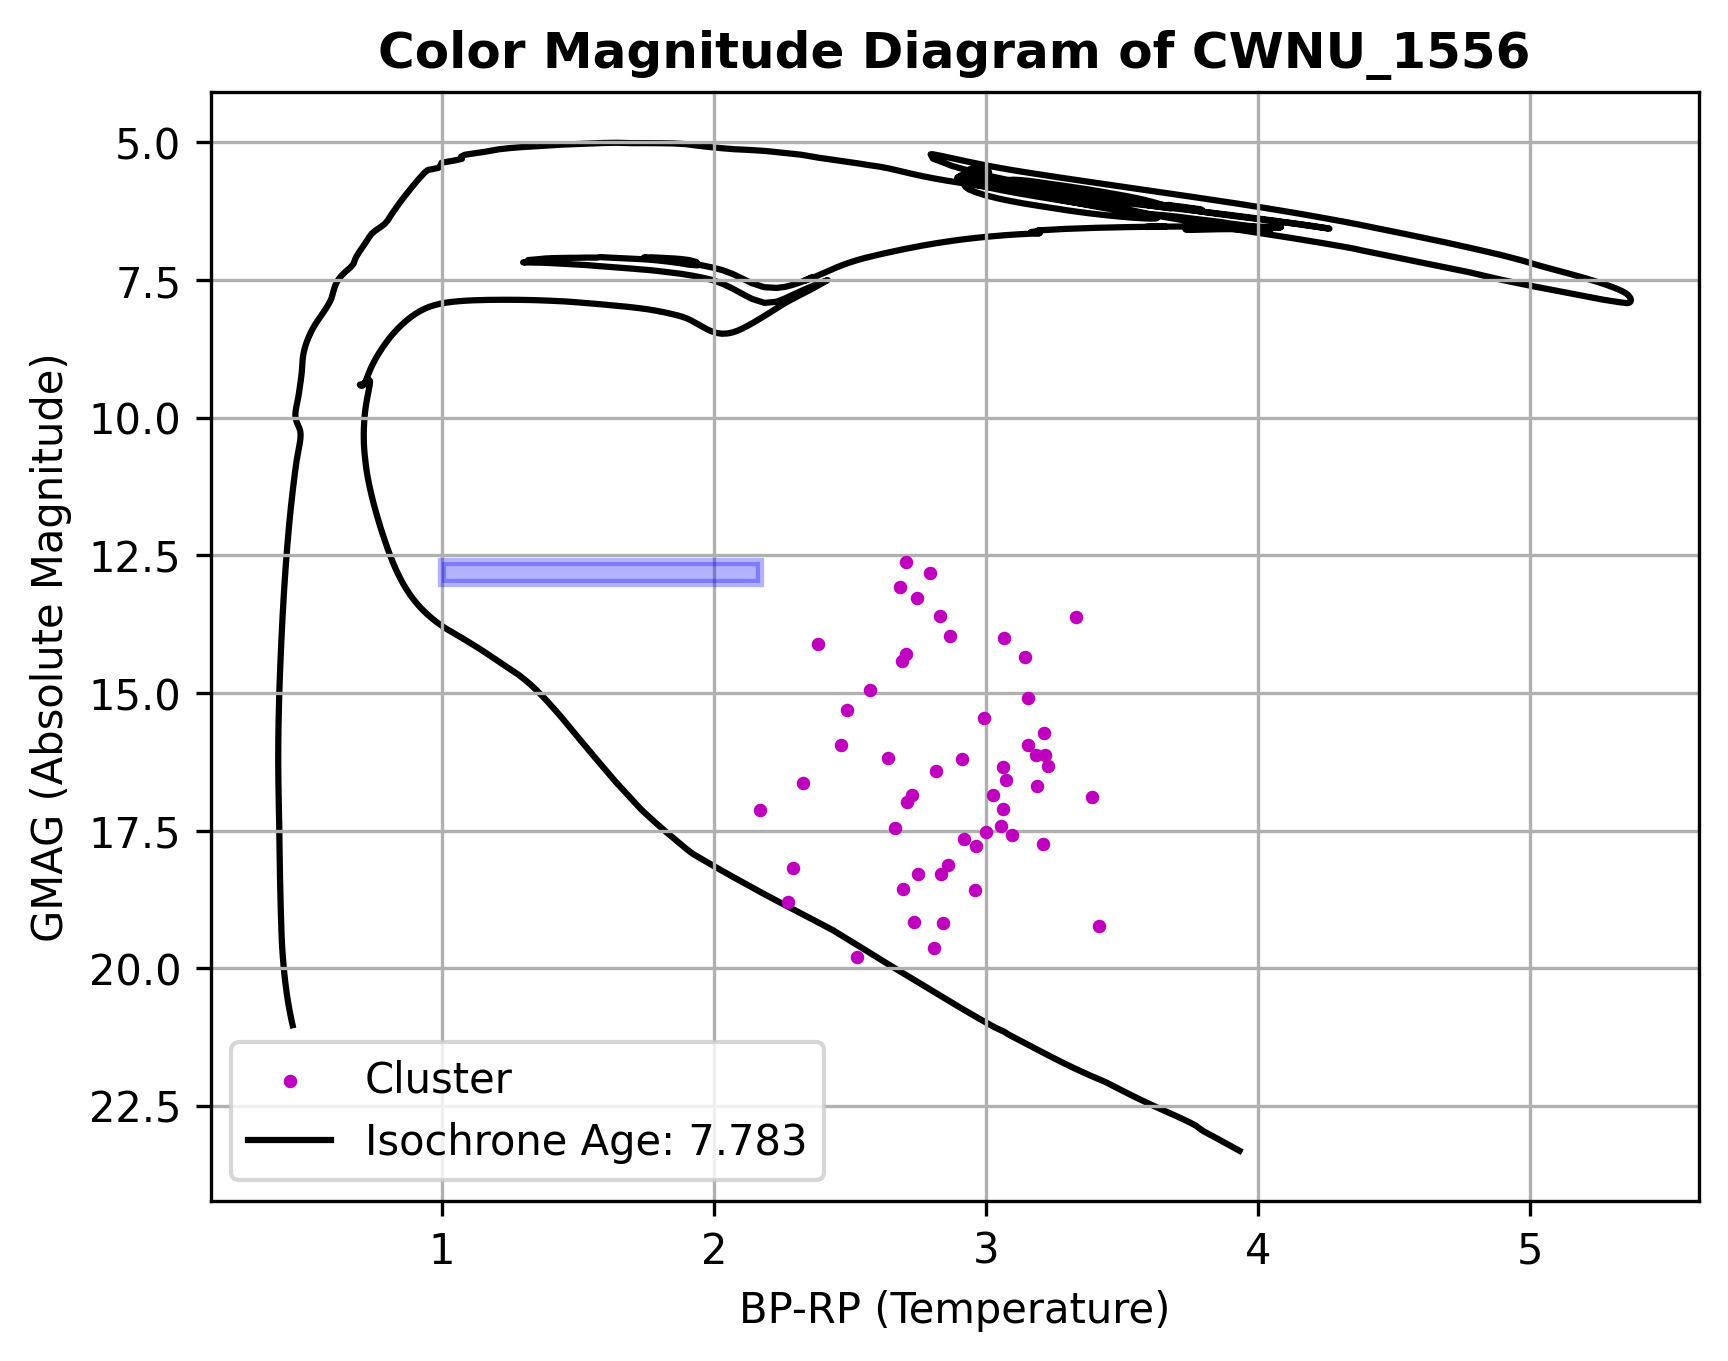 Color Magnitude Diagram of CWNU_1556
GMAG (Absolute Magnitude)
5.0
7.5
10.0
12.5
15.0
17.5
20.0
22.5
Cluster
Isochrone Age: 7.783
1 2 3 4 5
BP-RP (Temperature)